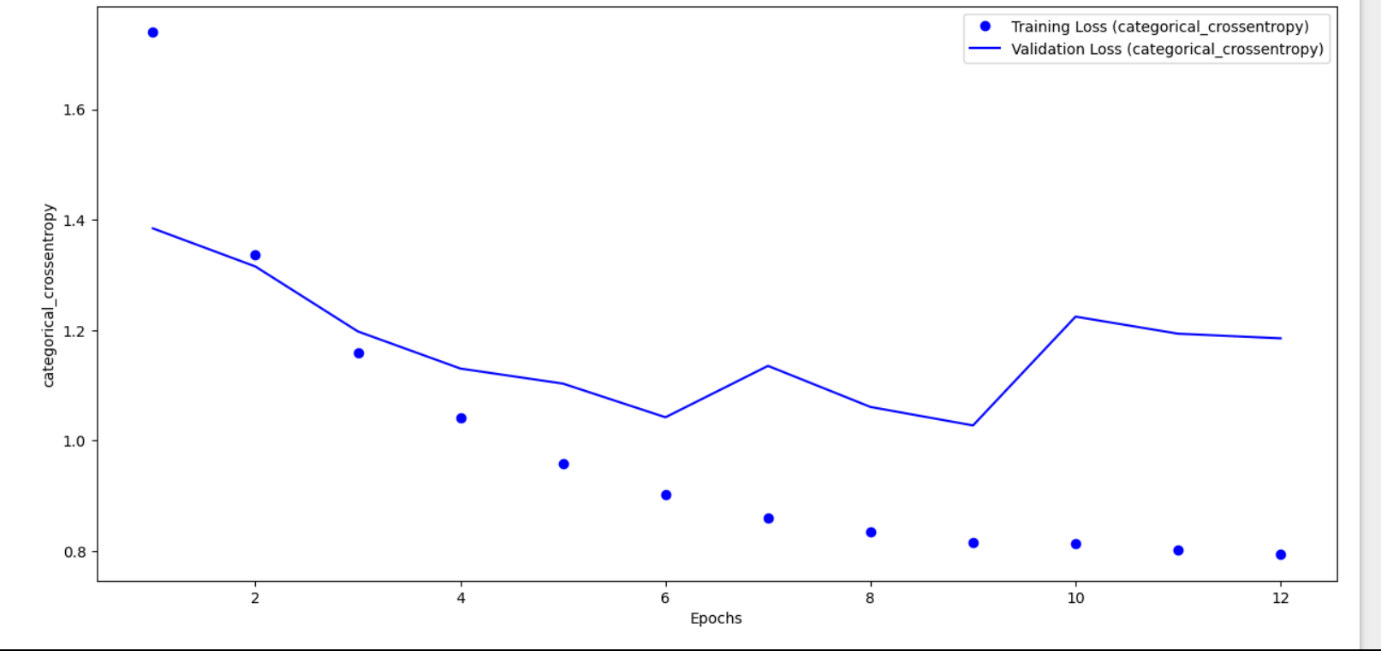 Training Loss (categorical_crossentropy)
Validation Loss (categorical_crossentropy)
1.6
1.4
1.2
1.0
0.8
categorical_crossentropy
2 4 6 8 10 12
Epochs